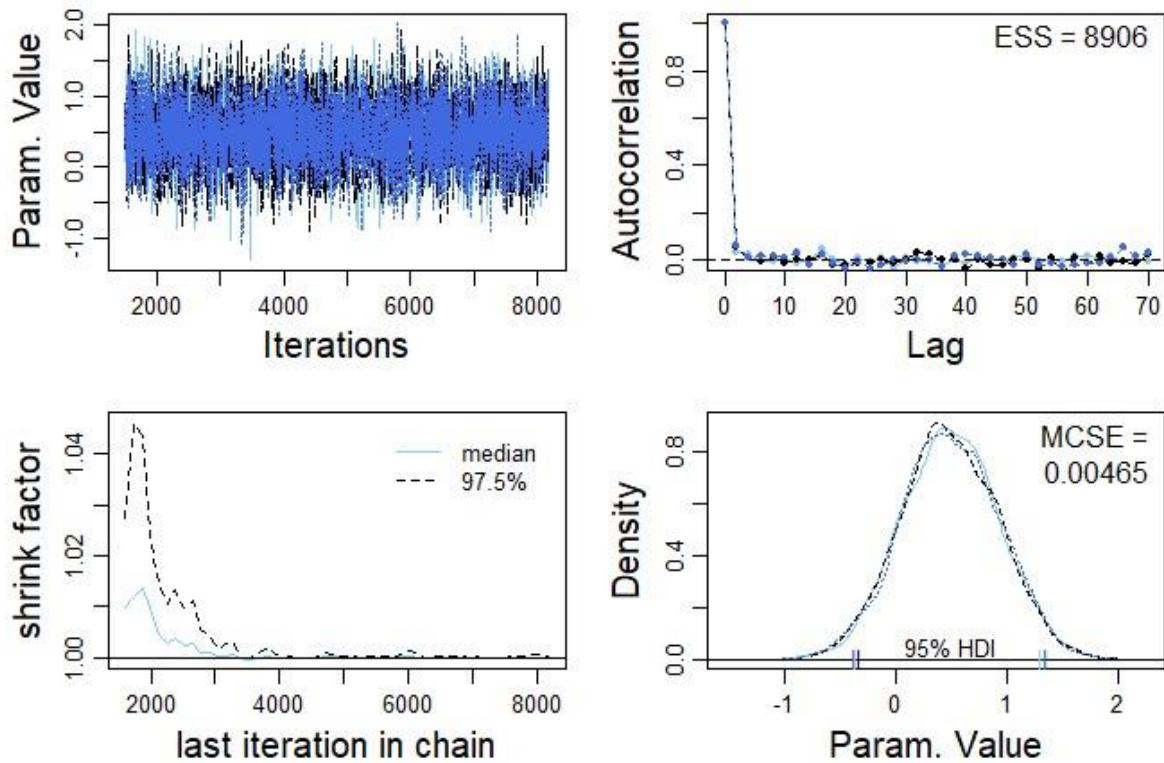 Param. Value
2.0
1.0
0.0
-1.0
2000 4000 6000 8000
Iterations
Autocorrelation
0.8
0.4
0.0
ESS = 8906
0 10 20 30 40 50 60 70
Lag
shrink factor
1.04
1.02
1.00
median
97.5%
2000 4000 6000 8000
last iteration in chain
Density
0.8
0.4
0.0
MCSE =
0.00465
95% HDI
-1 0 1 2
Param. Value